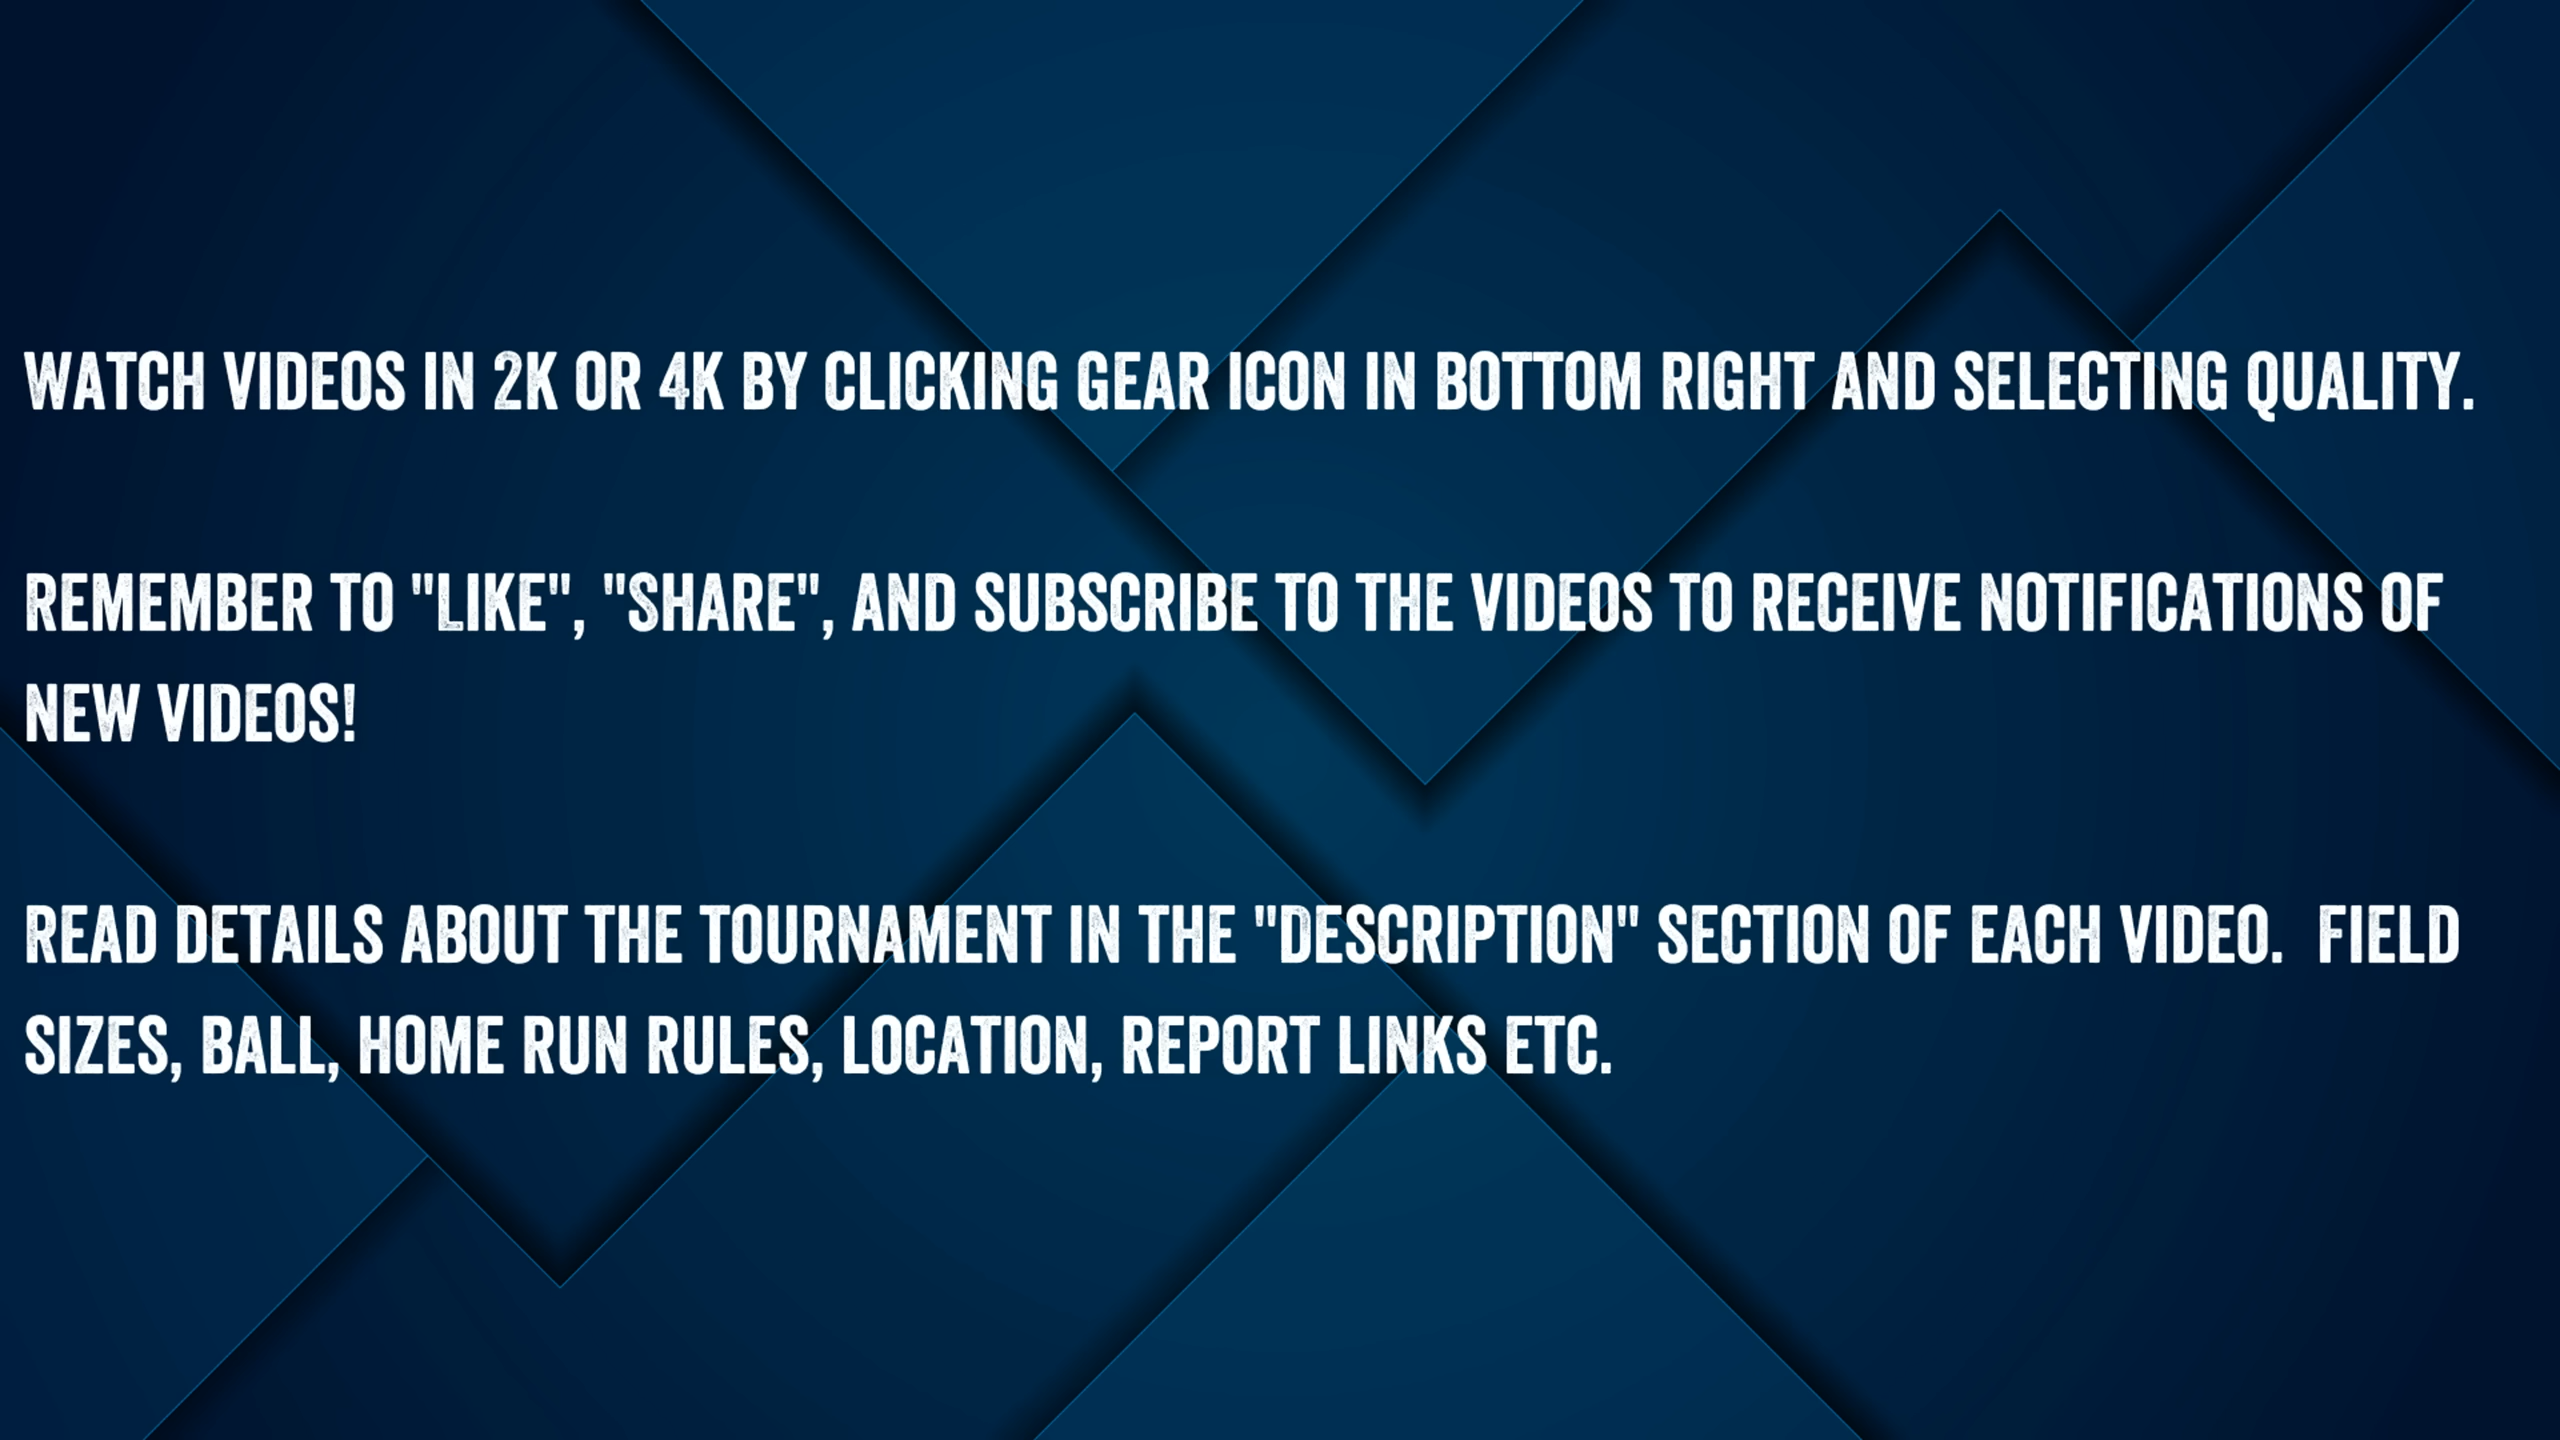 WATCH VIDEOS IN 2K OR 4K BY CLICKING GEAR ICON IN BOTTOM RIGHT AND SELECTING QUALITY.
REMEMBER TO "LIKE", "SHARE", AND SUBSCRIBE TO THE VIDEOS TO RECEIVE NOTIFICATIONS OF
NEW VIDEOS!
READ DETAILS ABOUT THE TOURNAMENT IN THE "DESCRIPTION" SECTION OF EACH VIDEO.  FIELD
SIZES, BALL, HOME RUN RULES, LOCATION, REPORT LINKS ETC.